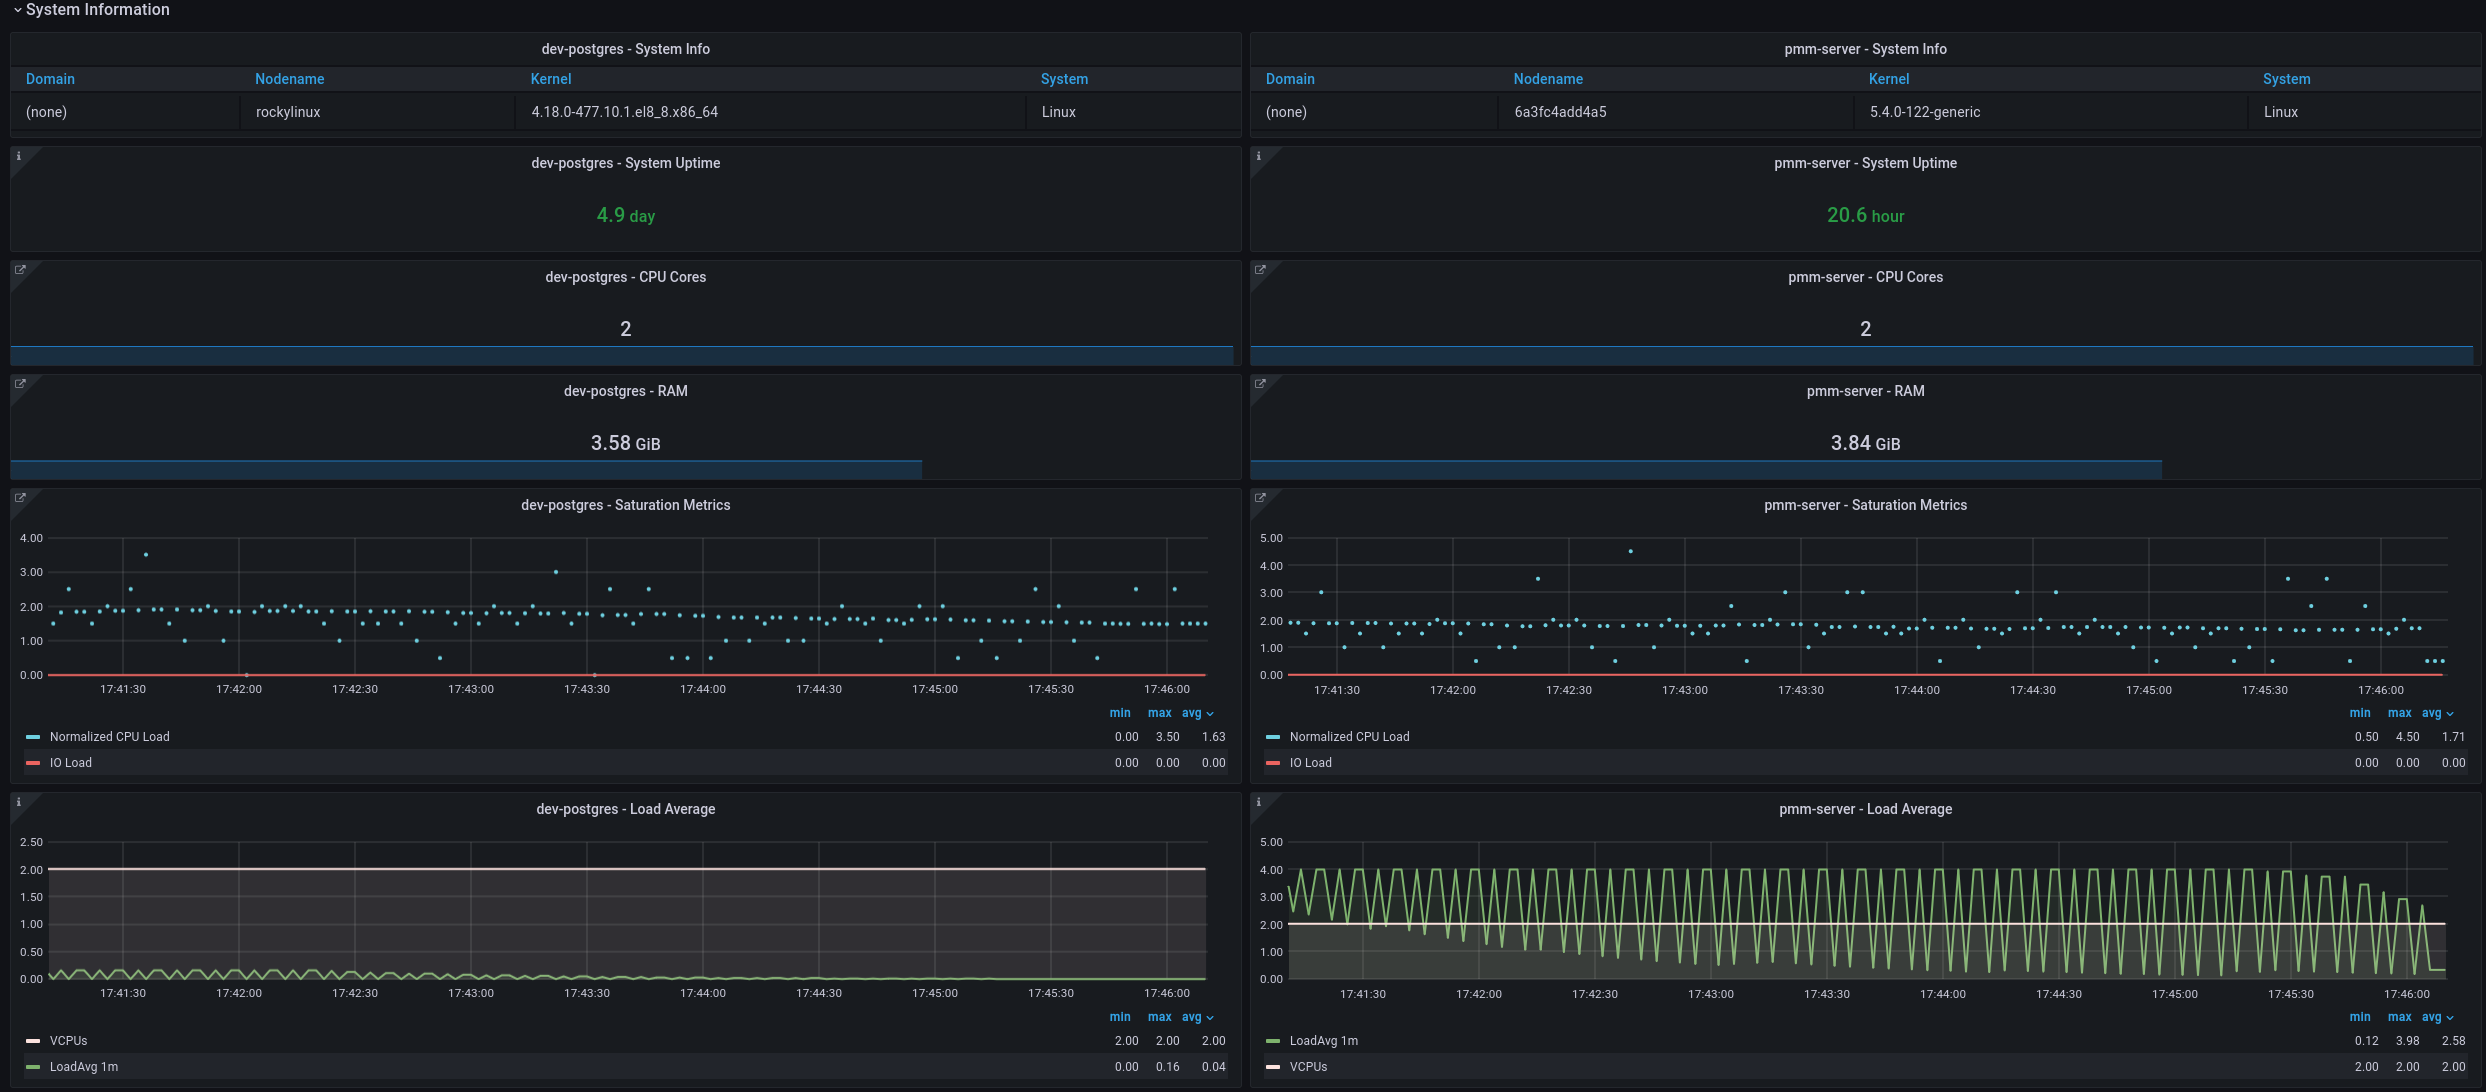 System Information
dev-postgres - System Info
Domain Nodename Kernel System
(none) rockylinux 4.18.0-477.10.1.el8_8.x86_64 Linux
pmm-server - System Info
Domain Nodename Kernel System
(none) 6a3fc4add4a5 5.4.0-122-generic Linux
dev-postgres - System Uptime
4.9 day
pmm-server - System Uptime
20.6 hour
dev-postgres - CPU Cores
2
pmm-server - CPU Cores
2
dev-postgres - RAM
3.58 GiB
pmm-server - RAM
3.84 GiB
dev-postgres - Saturation Metrics
4.00
3.00
2.00
1.00
0.00
17:41:30 17:42:00 17:42:30 17:43:00 17:43:30 17:44:00 17:44:30 17:45:00 17:45:30 17:46:00
min max avg
Normalized CPU Load 0.00 3.50 1.63
IO Load 0.00 0.00 0.00
pmm-server - Saturation Metrics
5.00
4.00
3.00
2.00
1.00
0.00
17:41:30 17:42:00 17:42:30 17:43:00 17:43:30 17:44:00 17:44:30 17:45:00 17:45:30 17:46:00
min max avg
Normalized CPU Load 0.50 4.50 1.71
IO Load 0.00 0.00 0.00
dev-postgres - Load Average
2.50
2.00
1.50
1.00
0.50
0.00
17:41:30 17:42:00 17:42:30 17:43:00 17:43:30 17:44:00 17:44:30 17:45:00 17:45:30 17:46:00
min max avg
VCPUs 2.00 2.00 2.00
LoadAvg 1m 0.00 0.16 0.04
pmm-server - Load Average
5.00
4.00
3.00
2.00
1.00
0.00
17:41:30 17:42:00 17:42:30 17:43:00 17:43:30 17:44:00 17:44:30 17:45:00 17:45:30 17:46:00
min max avg
LoadAvg 1m 0.12 3.98 2.58
VCPUs 2.00 2.00 2.00